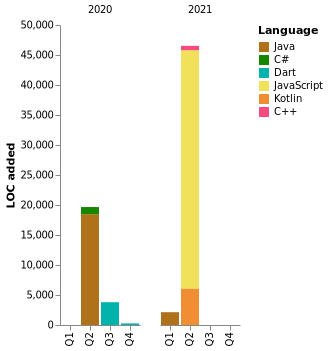 2020 2021
Language
Java
C#
Dart
JavaScript
Kotlin
C++
LOC added
50,000
45,000
40,000
35,000
30,000
25,000
20,000
15,000
10,000
5,000
0
Q1 Q2 Q3 Q4 Q1 Q2 Q3 Q4